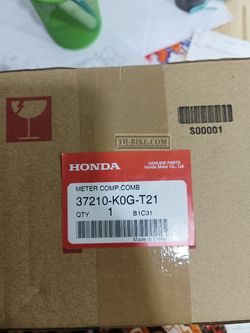 S00001
TH-BIKE.COM
HONDA
GENUINE PARTS
Honda Motor Co., Ltd.
METER COMP.COMB
37210-K0G-T21
QTY 1 B1C31
Made in